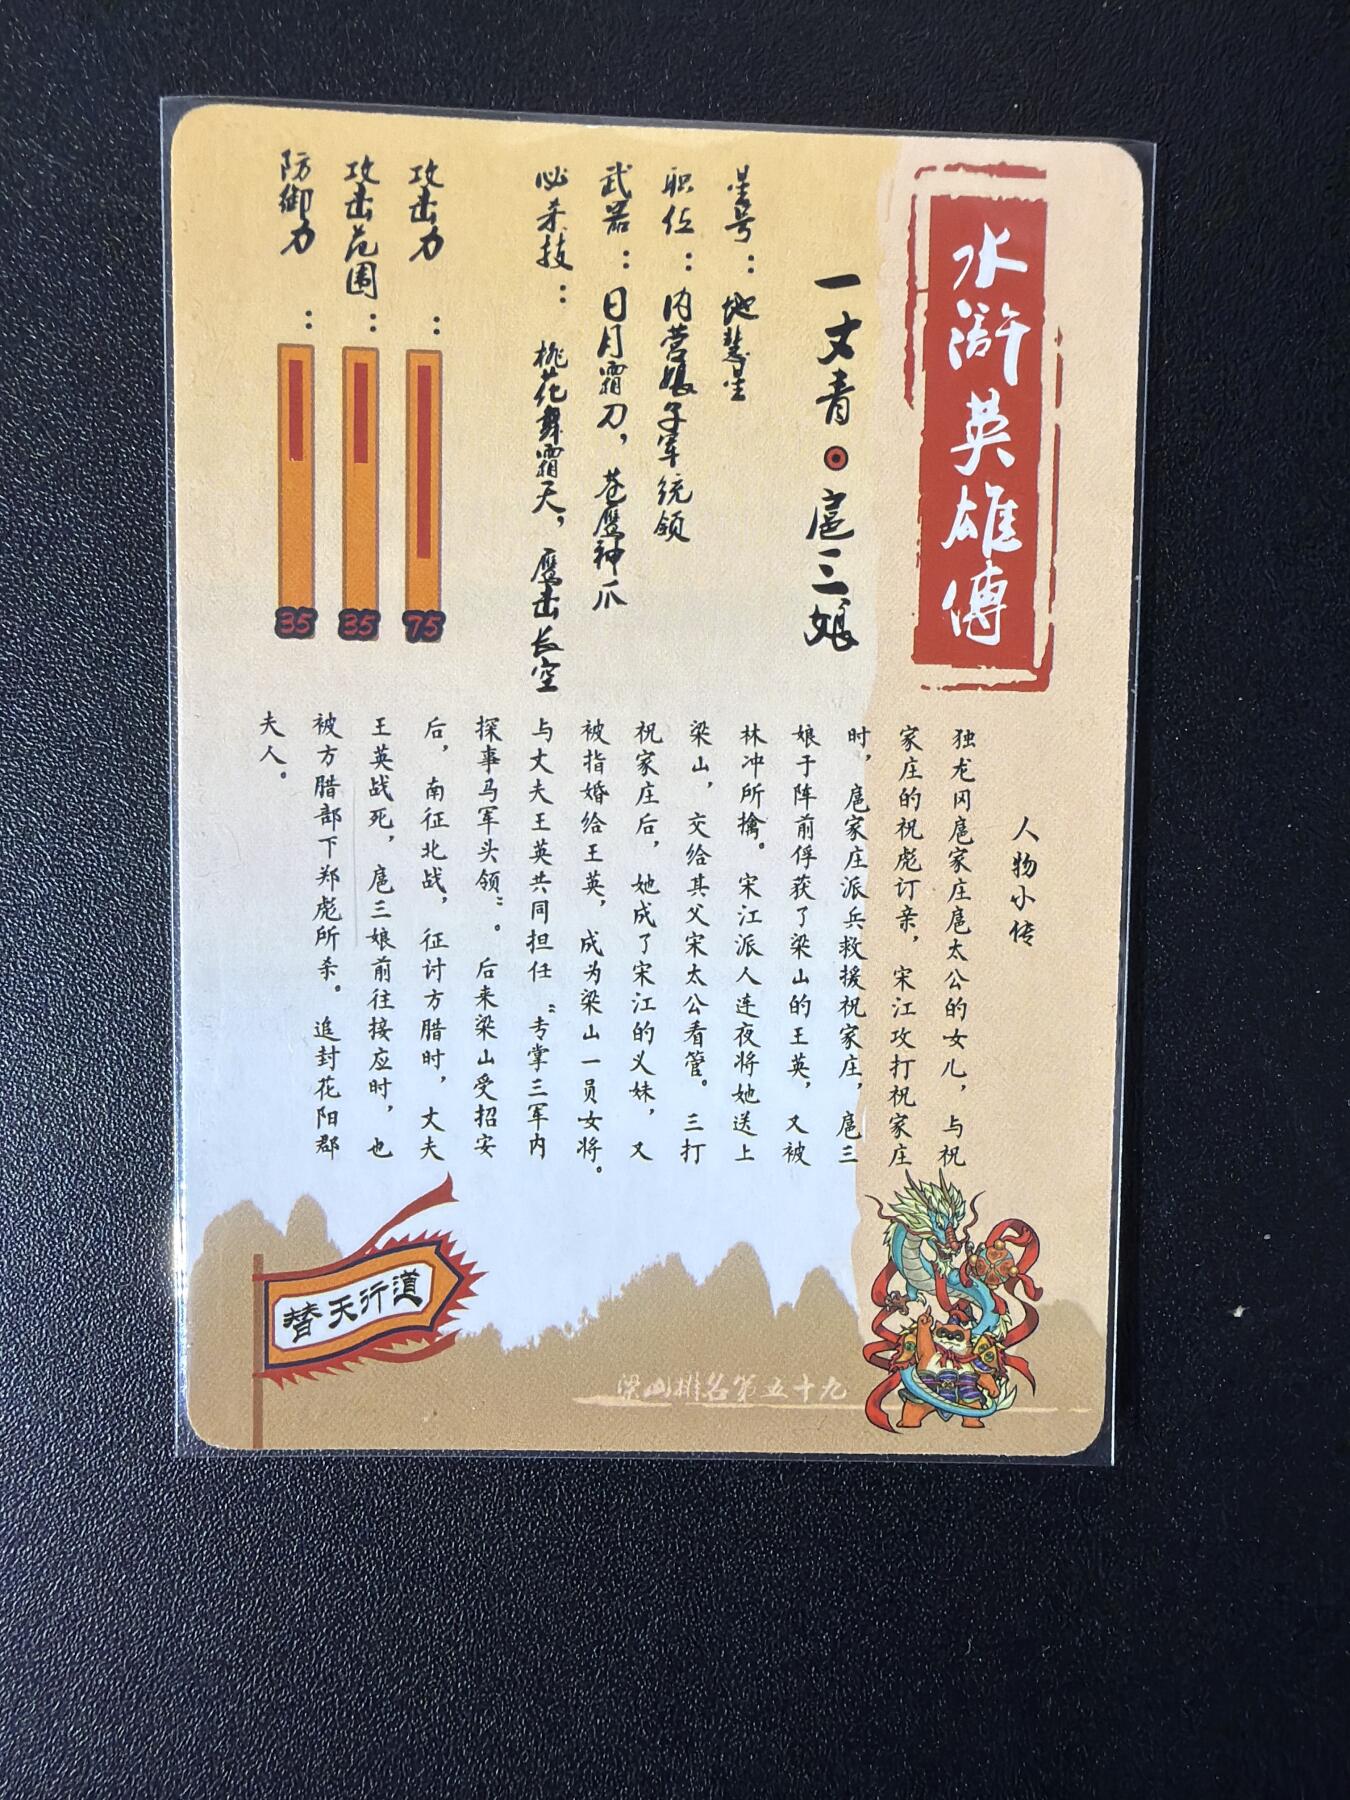 水浒英雄傳
一丈青 扈三娘
星号：地慧星
职位：内营娘子军统领
武器：日月霜刀，苍鹰神爪
必杀技：桃花舞霜天，鹰击长空
攻击力：75
攻击范围：35
防御力：35
人物小传
独龙冈扈家庄扈太公的女儿，与祝
家庄的祝彪订亲，宋江攻打祝家庄
时，扈家庄派兵救援祝家庄，扈三
娘于阵前俘获了梁山的王英，又被
林冲所擒。宋江派人连夜将她送上
梁山，交给其父宋太公看管。三打
祝家庄后，她成了宋江的义妹，又
被指婚给王英，成为梁山一员女将。
与丈夫王英共同担任“专掌三军内
探事马军头领”。后来梁山受招安
后，南征北战，征讨方腊时，丈夫
王英战死，扈三娘前往接应时，也
被方腊部下郑彪所杀。追封花阳郡
夫人。
替天行道
梁山排名第五十九